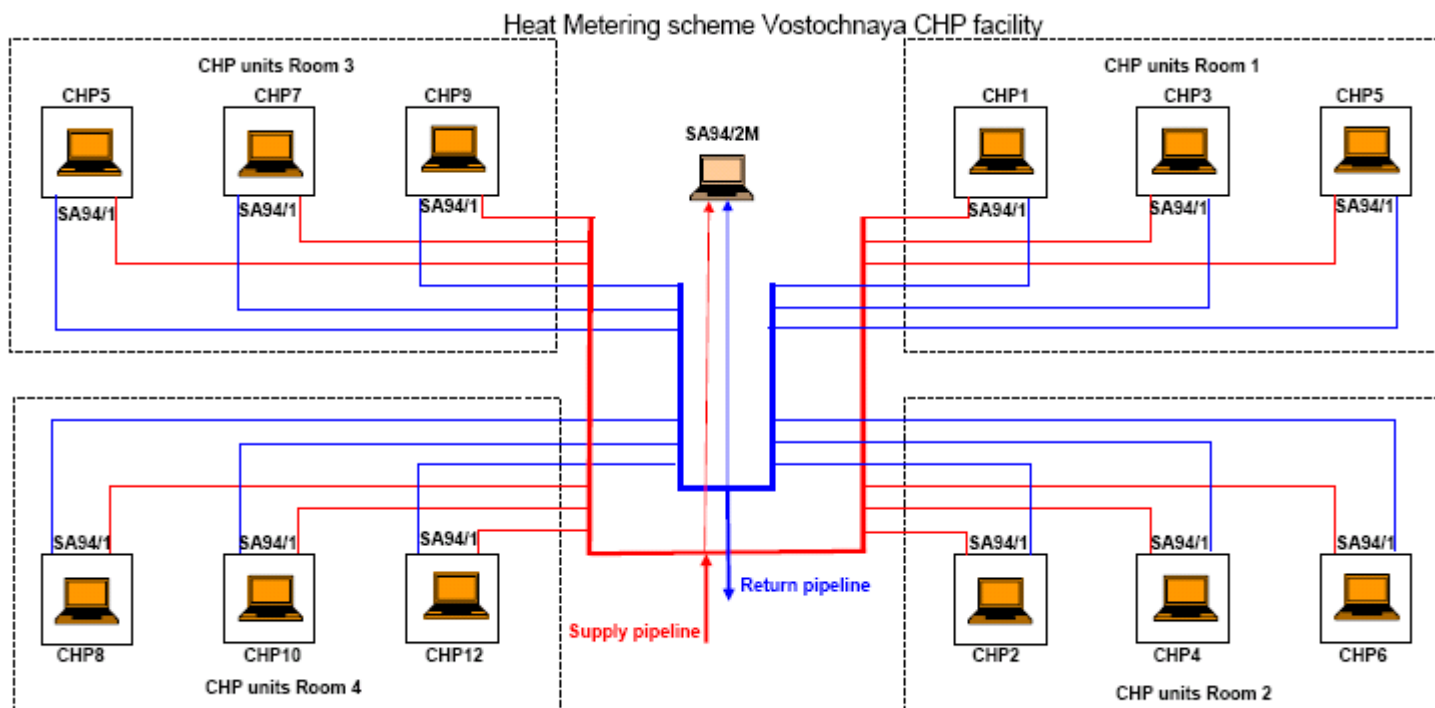 Heat Metering scheme Vostochnaya CHP facility
CHP units Room 3
CHP5 CHP7 CHP9
SA94/1 SA94/1 SA94/1
SA94/2M
CHP units Room 1
CHP1 CHP3 CHP5
SA94/1 SA94/1 SA94/1
SA94/1 SA94/1 SA94/1
CHP8 CHP10 CHP12
CHP units Room 4
Return pipeline
Supply pipeline
SA94/1 SA94/1 SA94/1
CHP2 CHP4 CHP6
CHP units Room 2